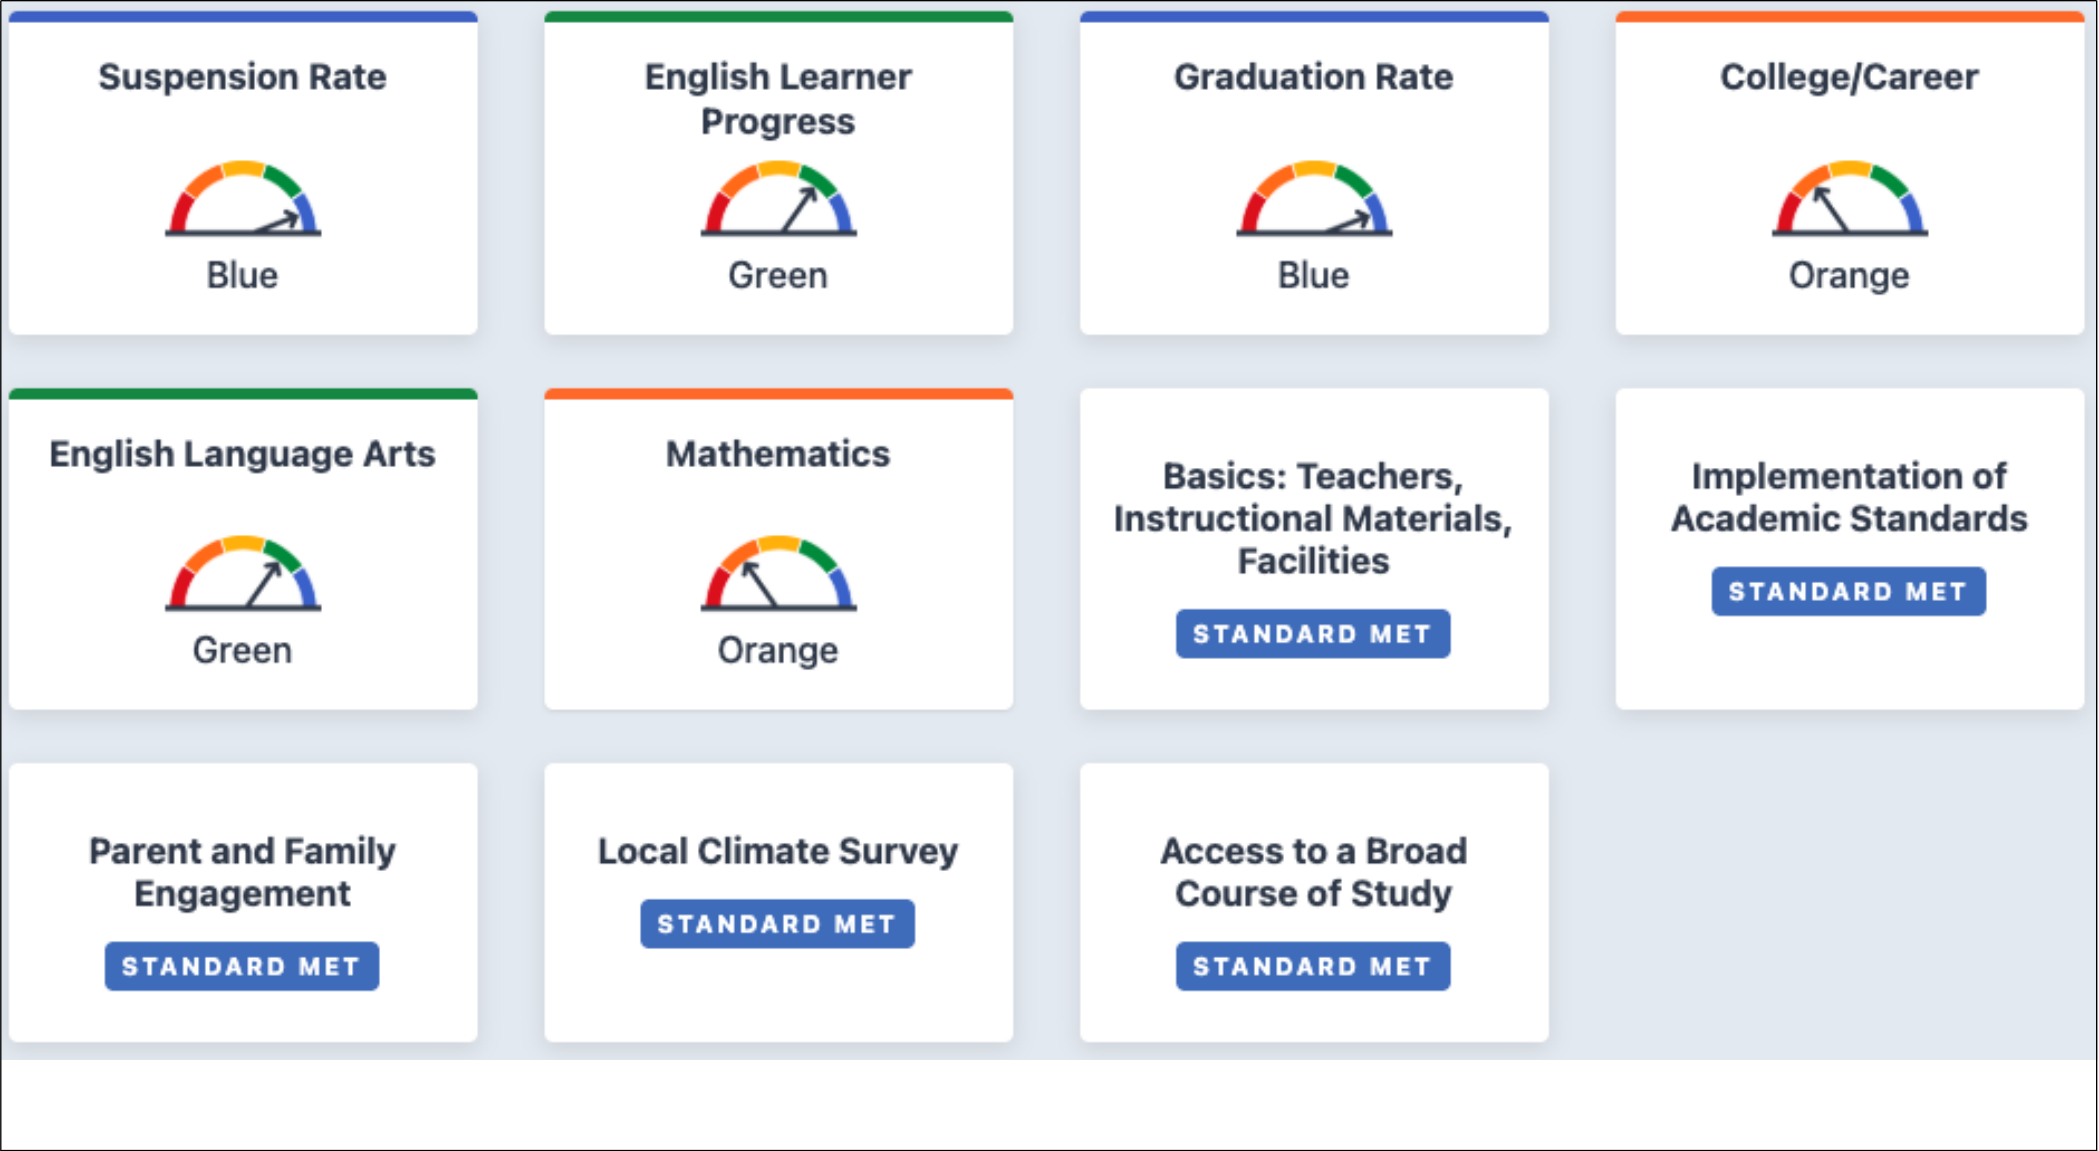 Suspension Rate
Blue
English Learner
Progress
Green
Graduation Rate
Blue
College/Career
Orange
English Language Arts
Green
Mathematics
Orange
Basics: Teachers,
Instructional Materials,
Facilities
STANDARD MET
Implementation of
Academic Standards
STANDARD MET
Parent and Family
Engagement
STANDARD MET
Local Climate Survey
STANDARD MET
Access to a Broad
Course of Study
STANDARD MET